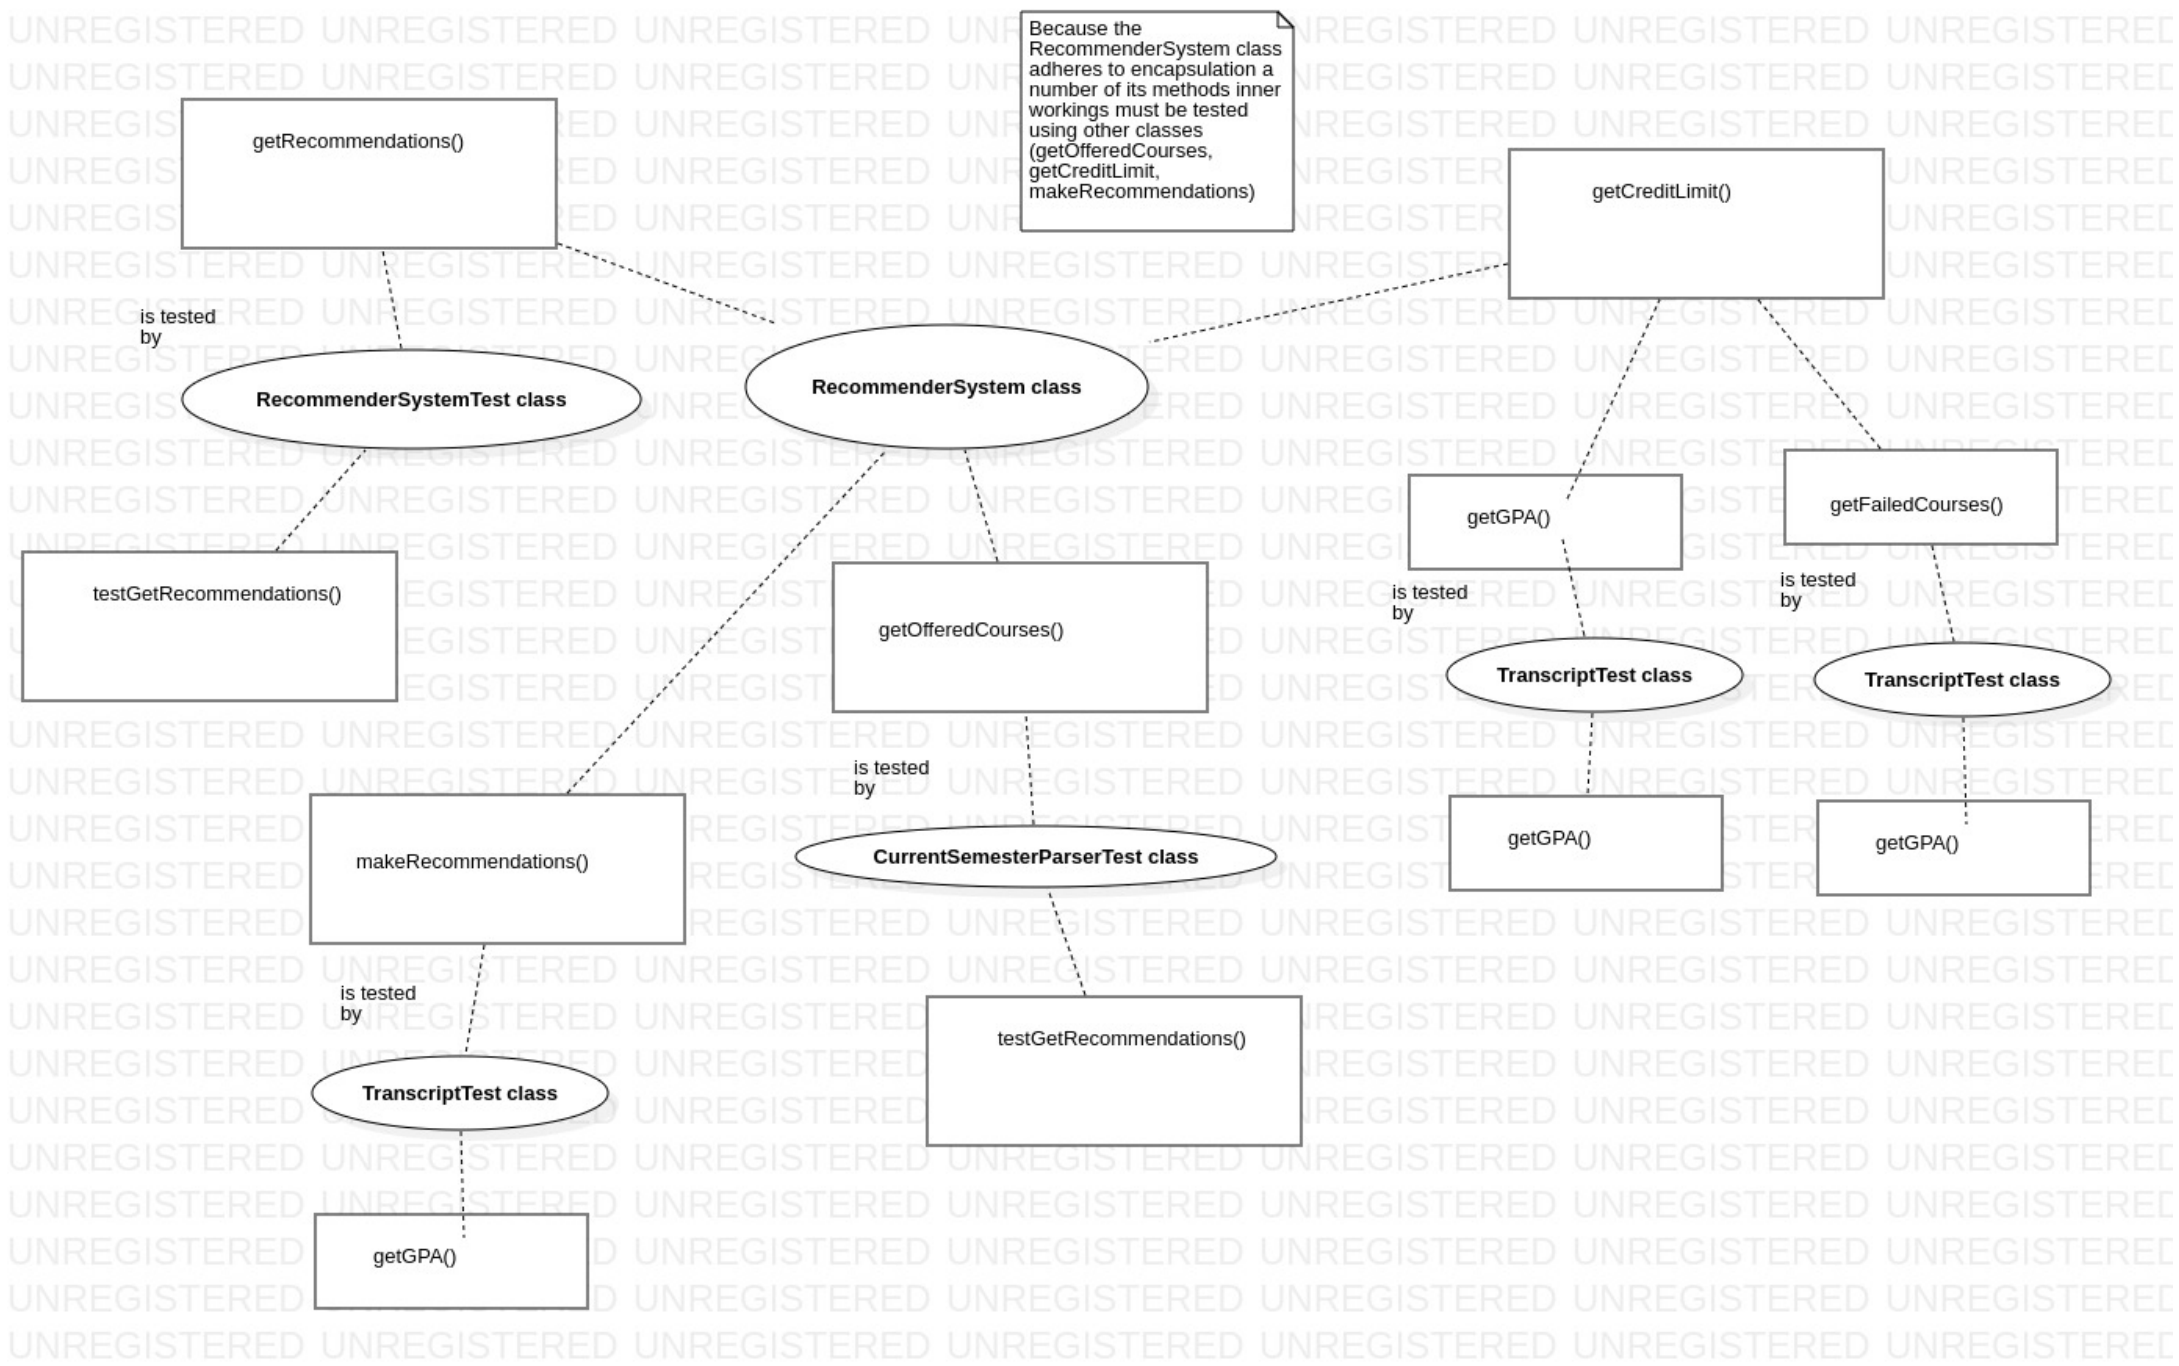 Because the
RecommenderSystem class
adheres to encapsulation a
number of its methods inner
workings must be tested
using other classes
(getOfferedCourses,
getCreditLimit,
makeRecommendations)
getRecommendations()
getCreditLimit()
is tested
by
RecommenderSystemTest class
RecommenderSystem class
getGPA()
getFailedCourses()
testGetRecommendations()
getOfferedCourses()
is tested
by
is tested
by
TranscriptTest class
TranscriptTest class
is tested
by
makeRecommendations()
CurrentSemesterParserTest class
getGPA()
getGPA()
is tested
by
testGetRecommendations()
TranscriptTest class
getGPA()
UNREGISTERED